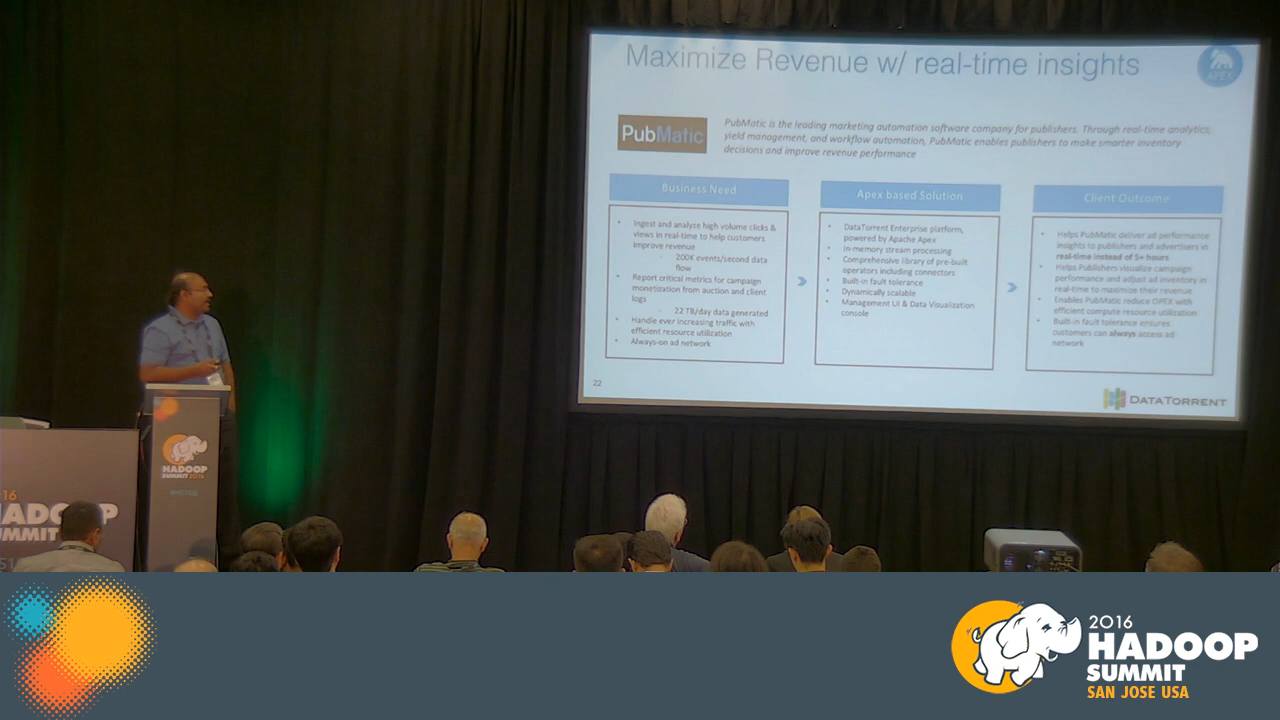 Maximize Revenue w/ real-time insights
APEX
PubMatic
PubMatic is the leading marketing automation software company for publishers. Through real-time analytics,
yield management, and workflow automation, PubMatic enables publishers to make smarter inventory
decisions and improve revenue performance
Business Need
• Ingest and analyze high volume clicks &
views in real-time to help customers
improve revenue
- 200K events/second data
flow
• Report critical metrics for campaign
monetization from auction and client
logs
- 22 TB/day data generated
• Handle ever increasing traffic with
efficient resource utilization
• Always-on ad network
Apex based Solution
• DataTorrent Enterprise platform,
powered by Apache Apex
• In-memory stream processing
• Comprehensive library of pre-built
operators including connectors
• Built-in fault tolerance
• Dynamically scalable
• Management UI & Data Visualization
console
Client Outcome
• Helps PubMatic deliver ad performance
insights to publishers and advertisers in
real-time instead of 5+ hours
• Helps Publishers visualize campaign
performance and adjust ad inventory in
real-time to maximize their revenue
• Enables PubMatic reduce OPEX with
efficient compute resource utilization
• Built-in fault tolerance ensures
customers can always access ad
network
22
DATATORRENT
HADOOP
SUMMIT 2016
16
ADOOP
MMIT
2016
HADOOP
SUMMIT
SAN JOSE USA